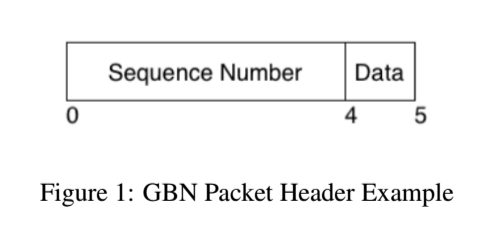 Sequence Number Data
0 4 5
Figure 1: GBN Packet Header Example